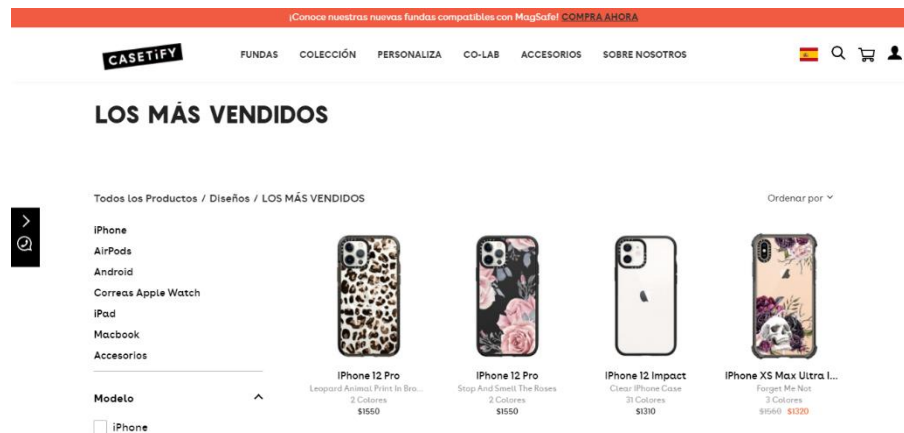 ¡Conoce nuestras nuevas fundas compatibles con MagSafe! COMPRA AHORA
CASETiFY
FUNDAS COLECCIÓN PERSONALIZA CO-LAB ACCESORIOS SOBRE NOSOTROS
LOS MÁS VENDIDOS
Todos los Productos / Diseños / LOS MÁS VENDIDOS
Ordenar por
iPhone
AirPods
Android
Correas Apple Watch
iPad
Macbook
Accesorios
Modelo
iPhone
iPhone 12 Pro
Leopard Animal Print In Bro...
2 Colores
$1550
iPhone 12 Pro
Stop And Smell The Roses
2 Colores
$1550
iPhone 12 Impact
Clear iPhone Case
31 Colores
$1310
iPhone XS Max Ultra I...
Forget Me Not
3 Colores
$1560 $1320